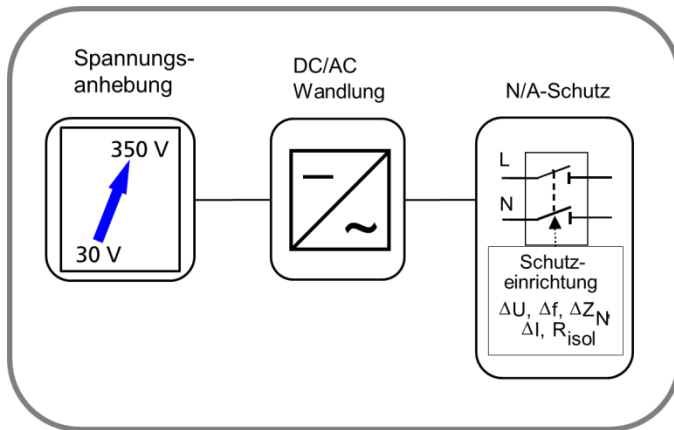 Spannungs-
anhebung
350 V
30 V
DC/AC
Wandlung
N/A-Schutz
L
N
Schutz-
einrichtung
ΔU, Δf, ΔZN,
ΔI, Risol